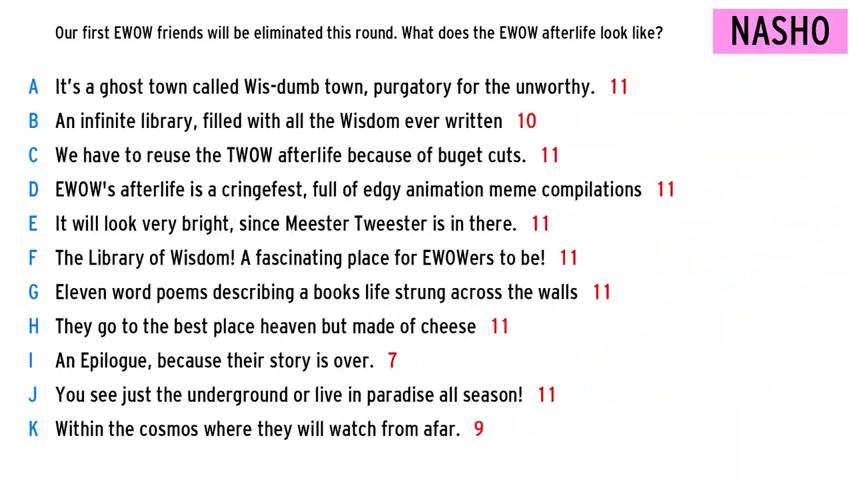 Our first EWOW friends will be eliminated this round. What does the EWOW afterlife look like?
NASHO
A It's a ghost town called Wis-dumb town, purgatory for the unworthy. 11
B An infinite library, filled with all the Wisdom ever written 10
C We have to reuse the TWOW afterlife because of buget cuts. 11
D EWOW's afterlife is a cringefest, full of edgy animation meme compilations 11
E It will look very bright, since Meester Tweester is in there. 11
F The Library of Wisdom! A fascinating place for EWOWers to be! 11
G Eleven word poems describing a books life strung across the walls 11
H They go to the best place heaven but made of cheese 11
I An Epilogue, because their story is over. 7
J You see just the underground or live in paradise all season! 11
K Within the cosmos where they will watch from afar. 9